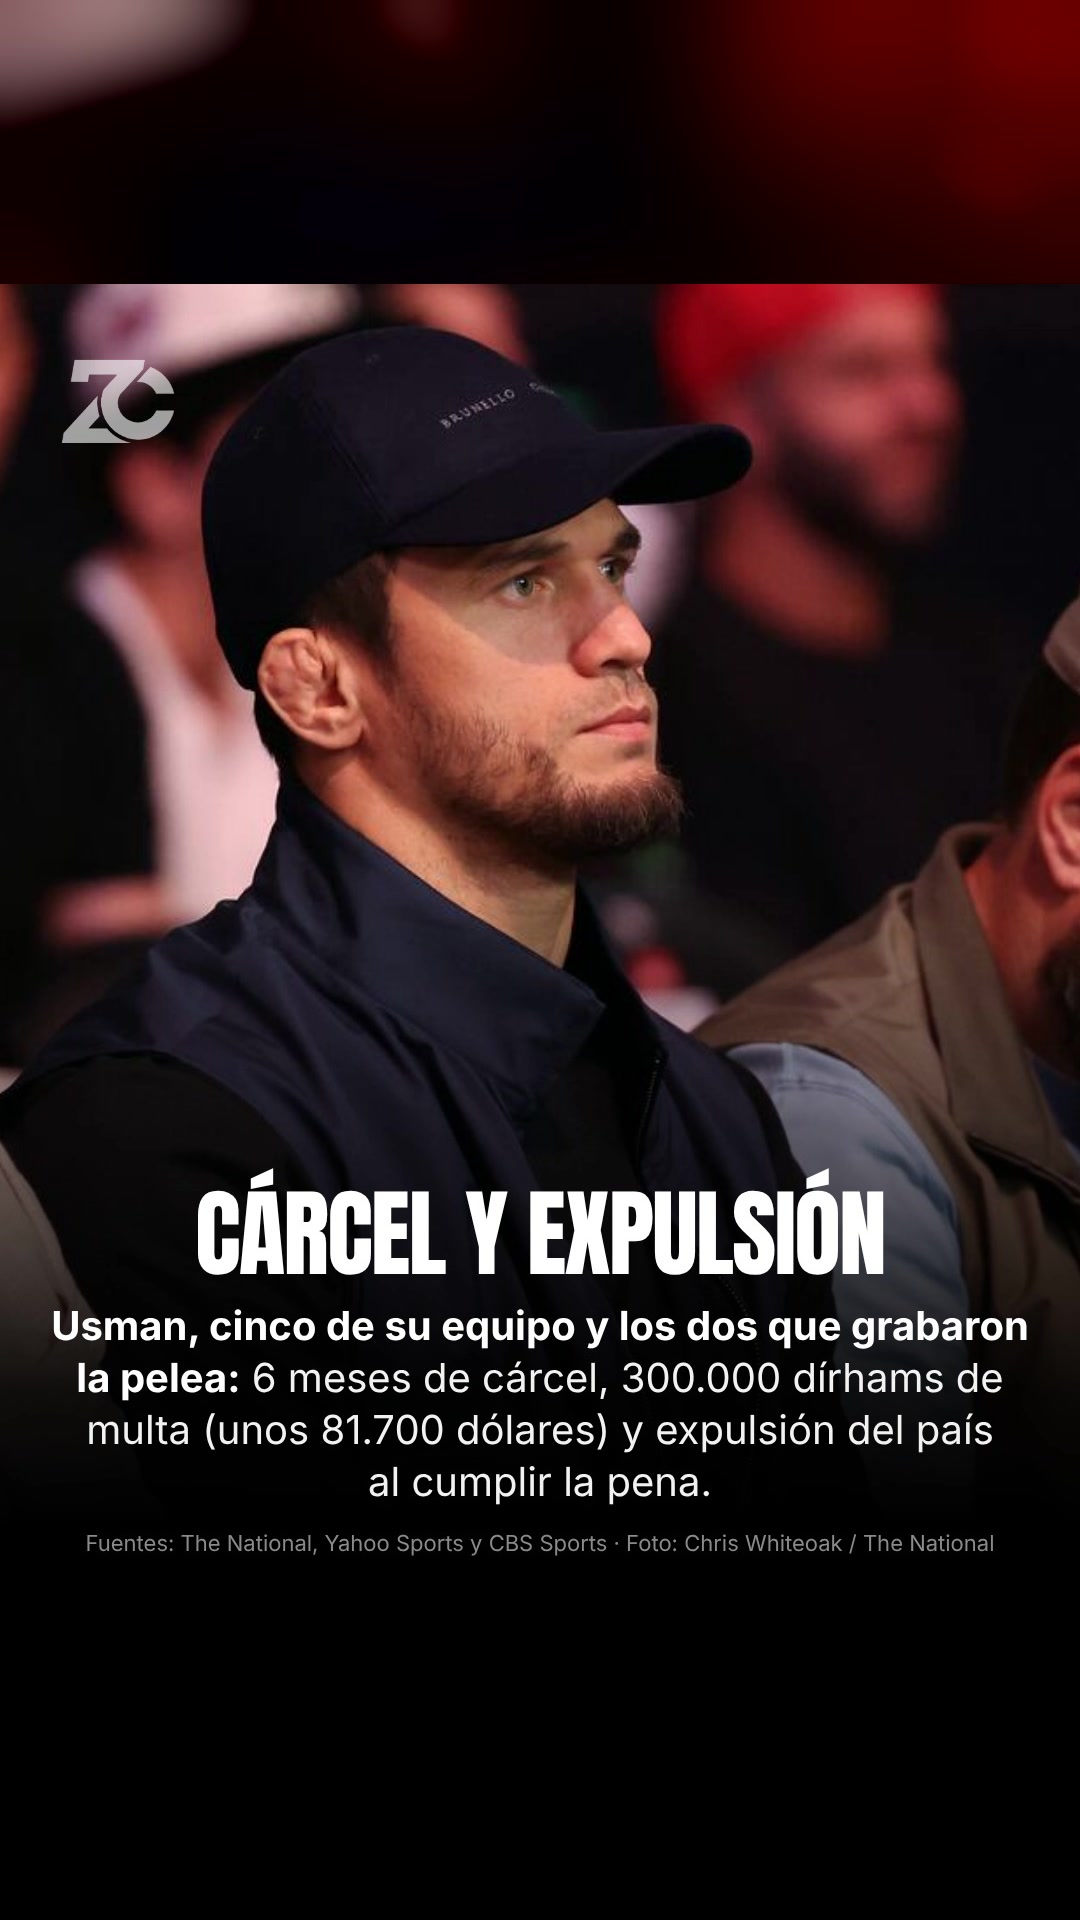 BRUNELLO
ZC
CÁRCEL Y EXPULSIÓN
Usman, cinco de su equipo y los dos que grabaron
la pelea: 6 meses de cárcel, 300.000 dírhams de
multa (unos 81.700 dólares) y expulsión del país
al cumplir la pena.
Fuentes: The National, Yahoo Sports y CBS Sports · Foto: Chris Whiteoak / The National